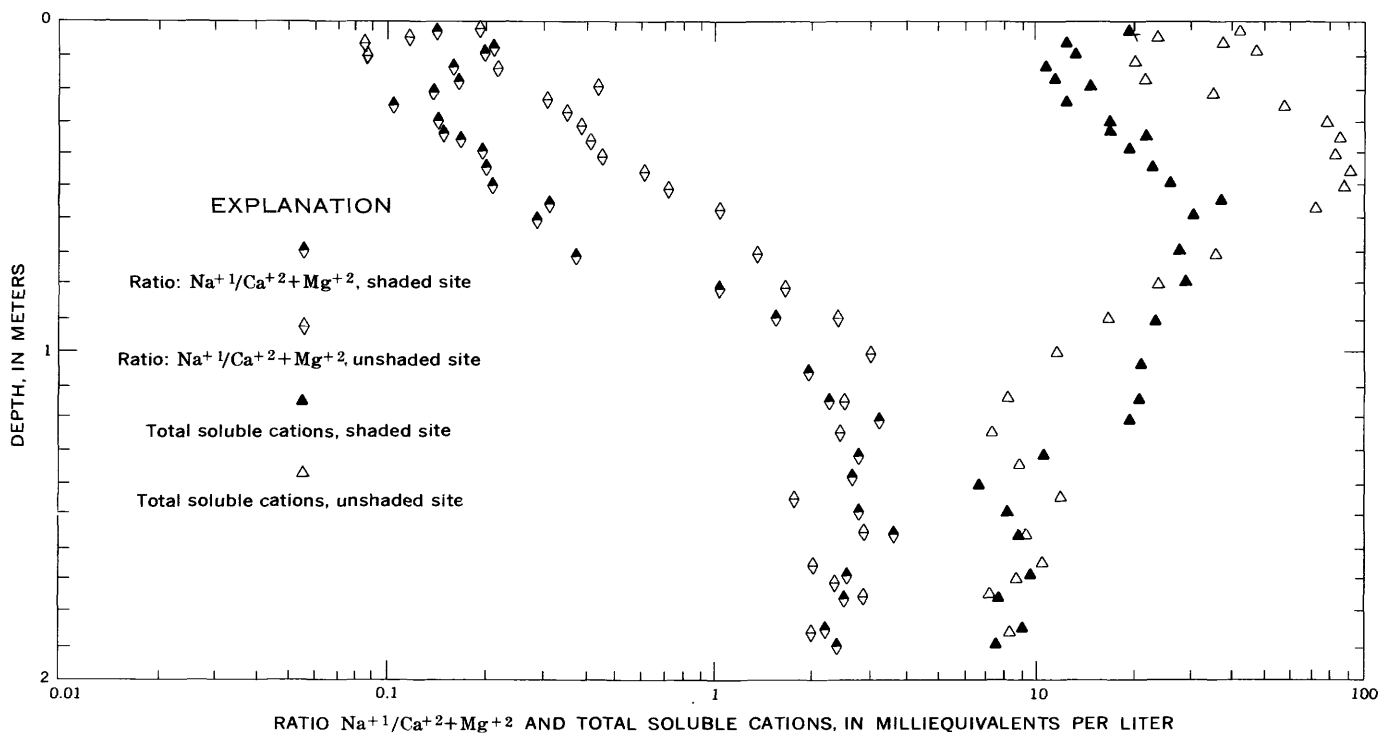 0
EXPLANATION
Ratio: Na⁺¹/Ca⁺²+Mg⁺², shaded site
Ratio: Na⁺¹/Ca⁺²+Mg⁺², unshaded site
Total soluble cations, shaded site
Total soluble cations, unshaded site
DEPTH, IN METERS
1
2
0.01 0.1 1 10 100
RATIO Na⁺¹/Ca⁺²+Mg⁺² AND TOTAL SOLUBLE CATIONS, IN MILLIEQUIVALENTS PER LITER